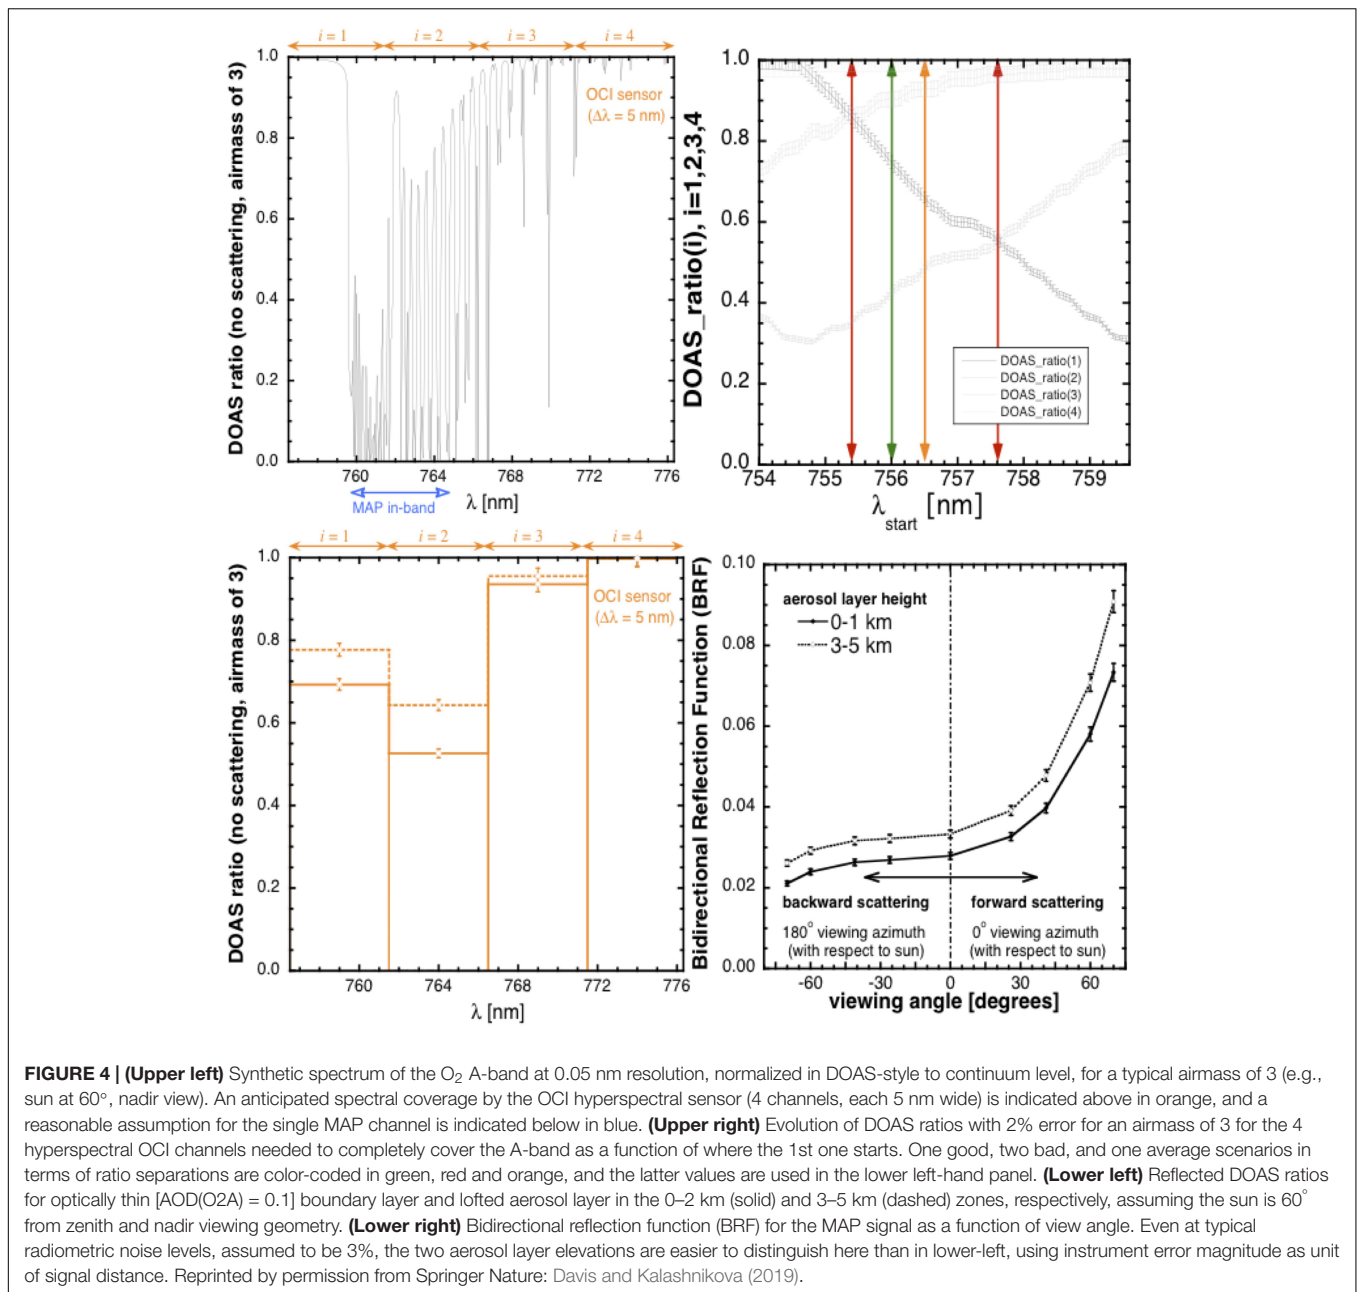 i = 1 i = 2 i = 3 i = 4
DOAS ratio (no scattering, airmass of 3)
1.0
0.8
0.6
0.4
0.2
0.0
OCI sensor
(Δλ = 5 nm)
760 764 768 772 776
MAP in-band
λ [nm]
DOAS_ratio(i), i=1,2,3,4
1.0
0.8
0.6
0.4
0.2
0.0
DOAS_ratio(1)
DOAS_ratio(2)
DOAS_ratio(3)
DOAS_ratio(4)
754 755 756 757 758 759
λstart [nm]
i = 1 i = 2 i = 3 i = 4
DOAS ratio (no scattering, airmass of 3)
1.0
0.8
0.6
0.4
0.2
0.0
OCI sensor
(Δλ = 5 nm)
760 764 768 772 776
λ [nm]
Bidirectional Reflection Function (BRF)
0.10
0.08
0.06
0.04
0.02
0.00
aerosol layer height
0-1 km
3-5 km
backward scattering forward scattering
180° viewing azimuth 0° viewing azimuth
(with respect to sun) (with respect to sun)
-60 -30 0 30 60
viewing angle [degrees]
FIGURE 4 | (Upper left) Synthetic spectrum of the O2 A-band at 0.05 nm resolution, normalized in DOAS-style to continuum level, for a typical airmass of 3 (e.g.,
sun at 60°, nadir view). An anticipated spectral coverage by the OCI hyperspectral sensor (4 channels, each 5 nm wide) is indicated above in orange, and a
reasonable assumption for the single MAP channel is indicated below in blue. (Upper right) Evolution of DOAS ratios with 2% error for an airmass of 3 for the 4
hyperspectral OCI channels needed to completely cover the A-band as a function of where the 1st one starts. One good, two bad, and one average scenarios in
terms of ratio separations are color-coded in green, red and orange, and the latter values are used in the lower left-hand panel. (Lower left) Reflected DOAS ratios
for optically thin [AOD(O2A) = 0.1] boundary layer and lofted aerosol layer in the 0–2 km (solid) and 3–5 km (dashed) zones, respectively, assuming the sun is 60°
from zenith and nadir viewing geometry. (Lower right) Bidirectional reflection function (BRF) for the MAP signal as a function of view angle. Even at typical
radiometric noise levels, assumed to be 3%, the two aerosol layer elevations are easier to distinguish here than in lower-left, using instrument error magnitude as unit
of signal distance. Reprinted by permission from Springer Nature: Davis and Kalashnikova (2019).